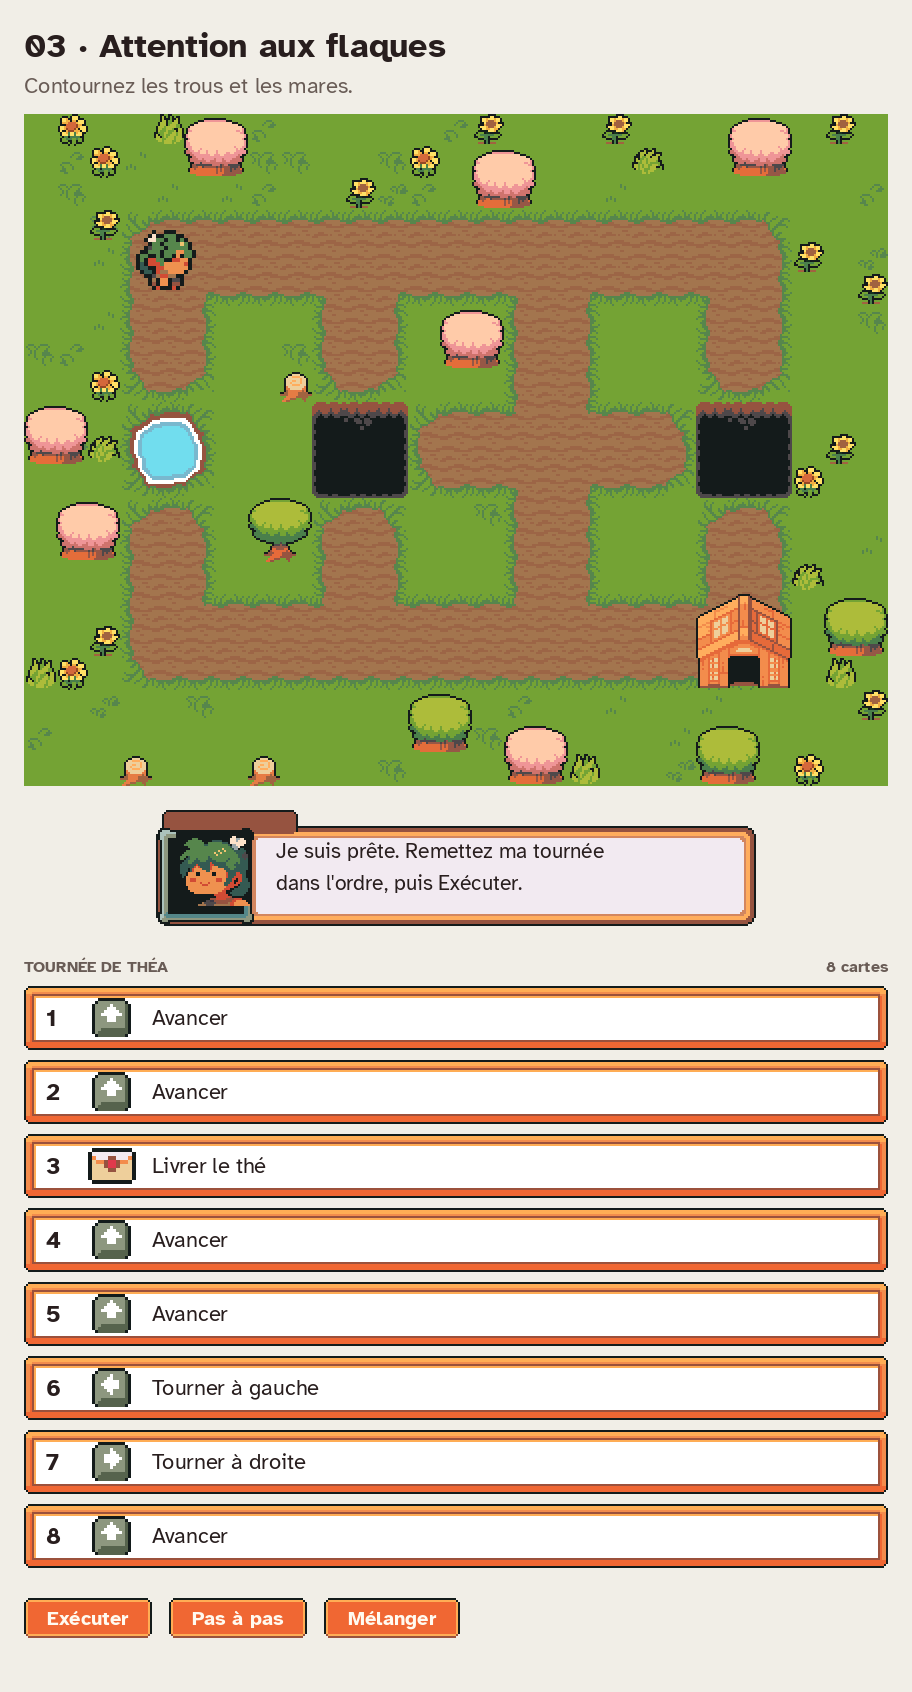 03 · Attention aux flaques
Contournez les trous et les mares.
Je suis prête. Remettez ma tournée
dans l'ordre, puis Exécuter.
TOURNÉE DE THÉA 8 cartes
1 Avancer
2 Avancer
3 Livrer le thé
4 Avancer
5 Avancer
6 Tourner à gauche
7 Tourner à droite
8 Avancer
Exécuter Pas à pas Mélanger